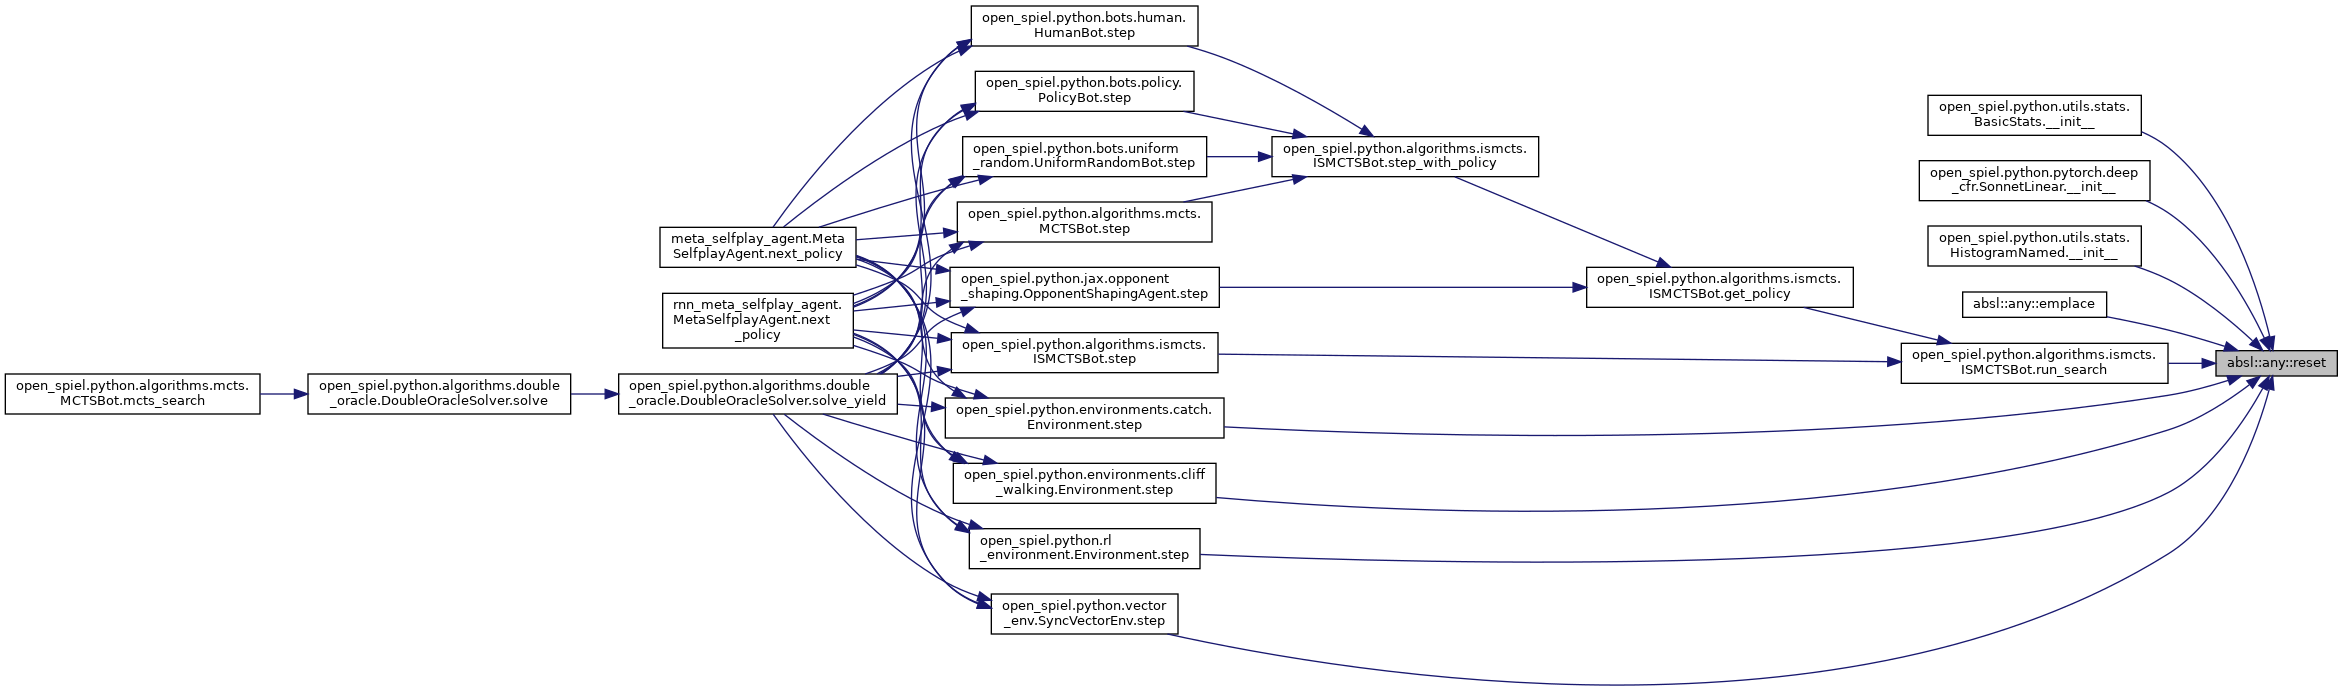 open_spiel.python.bots.human.
HumanBot.step
open_spiel.python.bots.policy.
PolicyBot.step
open_spiel.python.bots.uniform
_random.UniformRandomBot.step
open_spiel.python.algorithms.mcts.
MCTSBot.step
open_spiel.python.jax.opponent
_shaping.OpponentShapingAgent.step
open_spiel.python.algorithms.ismcts.
ISMCTSBot.step
open_spiel.python.environments.catch.
Environment.step
open_spiel.python.environments.cliff
_walking.Environment.step
open_spiel.python.rl
_environment.Environment.step
open_spiel.python.vector
_env.SyncVectorEnv.step
meta_selfplay_agent.Meta
SelfplayAgent.next_policy
rnn_meta_selfplay_agent.
MetaSelfplayAgent.next
_policy
open_spiel.python.algorithms.mcts.
MCTSBot.mcts_search
open_spiel.python.algorithms.double
_oracle.DoubleOracleSolver.solve
open_spiel.python.algorithms.double
_oracle.DoubleOracleSolver.solve_yield
open_spiel.python.algorithms.ismcts.
ISMCTSBot.step_with_policy
open_spiel.python.algorithms.ismcts.
ISMCTSBot.get_policy
open_spiel.python.utils.stats.
BasicStats.__init__
open_spiel.python.pytorch.deep
_cfr.SonnetLinear.__init__
open_spiel.python.utils.stats.
HistogramNamed.__init__
absl::any::emplace
open_spiel.python.algorithms.ismcts.
ISMCTSBot.run_search
absl::any::reset